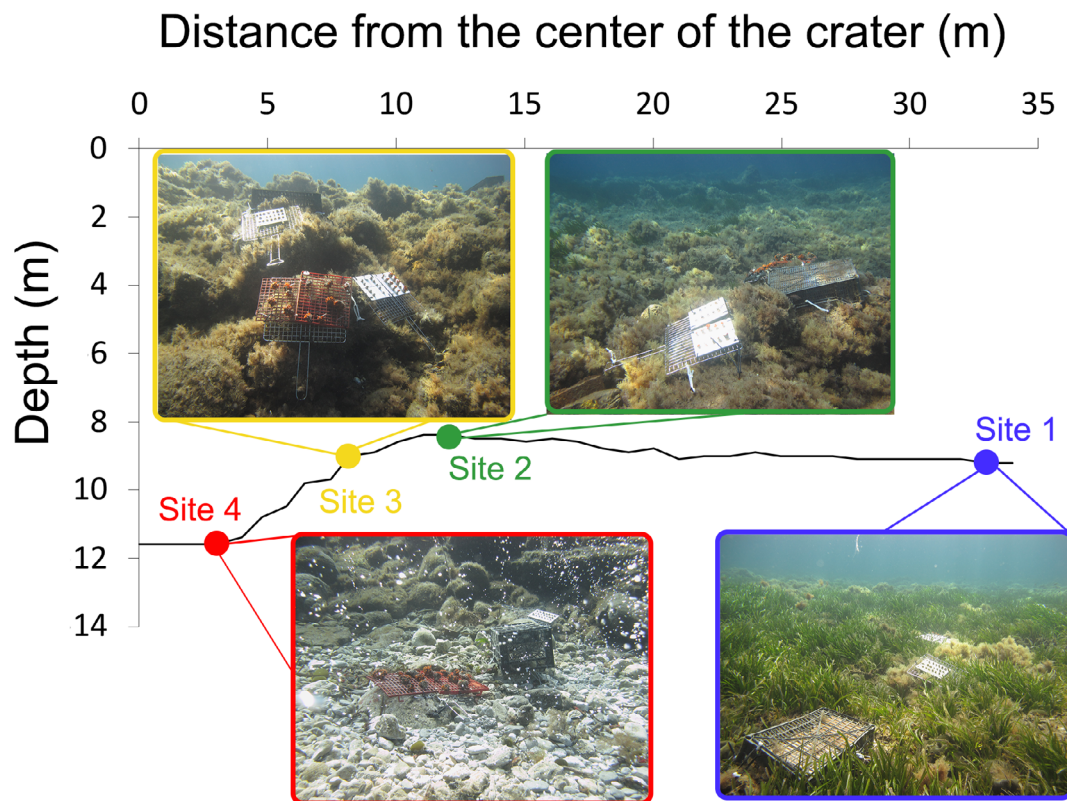 Distance from the center of the crater (m)
0 5 10 15 20 25 30 35
Depth (m)
0
2
4
6
8
10
12
14
Site 1
Site 2
Site 3
Site 4